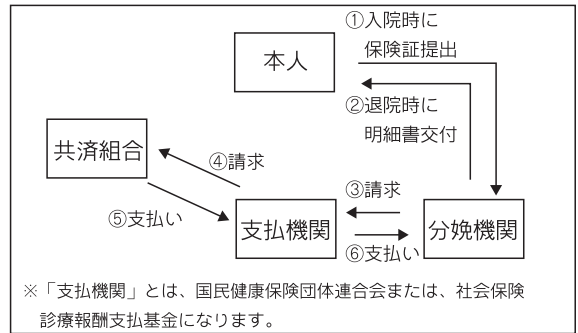 ①入院時に
保険証提出
本人
②退院時に
明細書交付
共済組合
④請求
③請求
⑤支払い
支払機関
分娩機関
⑥支払い
※「支払機関」とは、国民健康保険団体連合会または、社会保険
診療報酬支払基金になります。